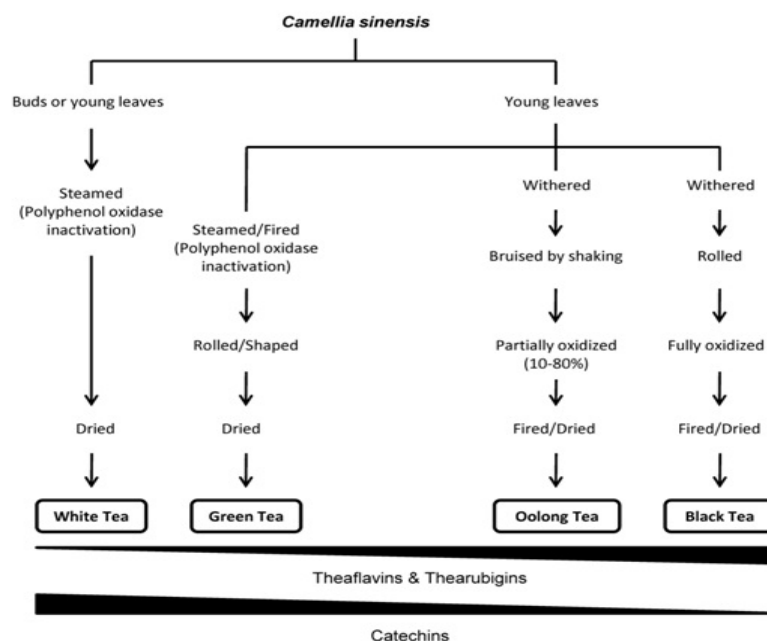 Camellia sinensis
Buds or young leaves
Young leaves
Steamed
(Polyphenol oxidase
inactivation)
Dried
White Tea
Steamed/Fired
(Polyphenol oxidase
inactivation)
Rolled/Shaped
Dried
Green Tea
Withered
Bruised by shaking
Partially oxidized
(10-80%)
Fired/Dried
Oolong Tea
Withered
Rolled
Fully oxidized
Fired/Dried
Black Tea
Theaflavins & Thearubigins
Catechins